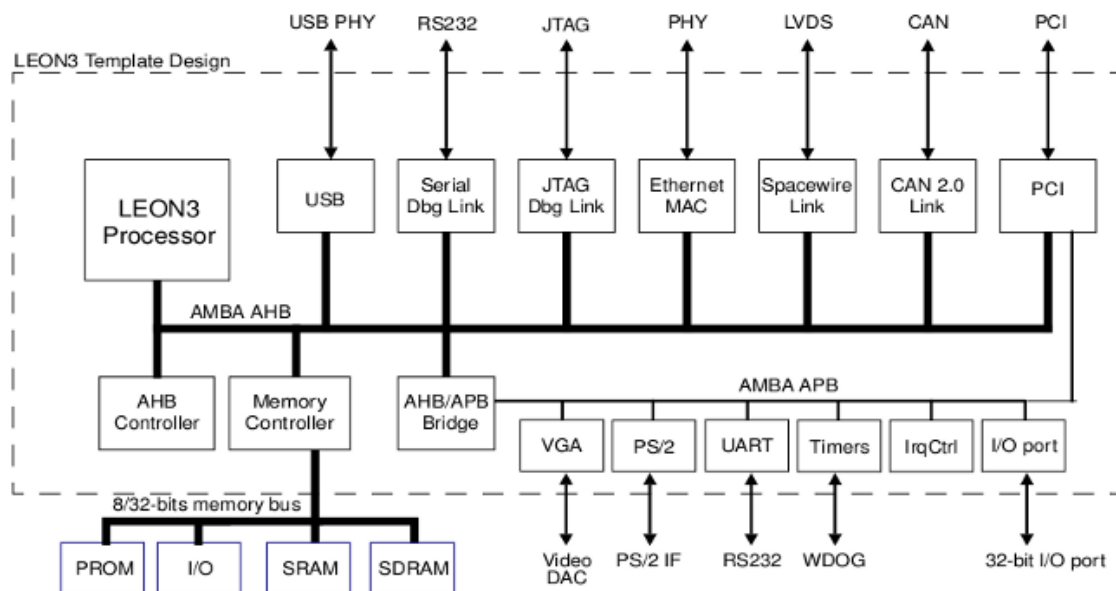 USB PHY
RS232
JTAG
PHY
LVDS
CAN
PCI
LEON3 Template Design
LEON3
Processor
USB
Serial
Dbg Link
JTAG
Dbg Link
Ethernet
MAC
Spacewire
Link
CAN 2.0
Link
PCI
AMBA AHB
AHB
Controller
Memory
Controller
AHB/APB
Bridge
AMBA APB
VGA
PS/2
UART
Timers
IrqCtrl
I/O port
8/32-bits memory bus
PROM
I/O
SRAM
SDRAM
Video
DAC
PS/2 IF
RS232
WDOG
32-bit I/O port